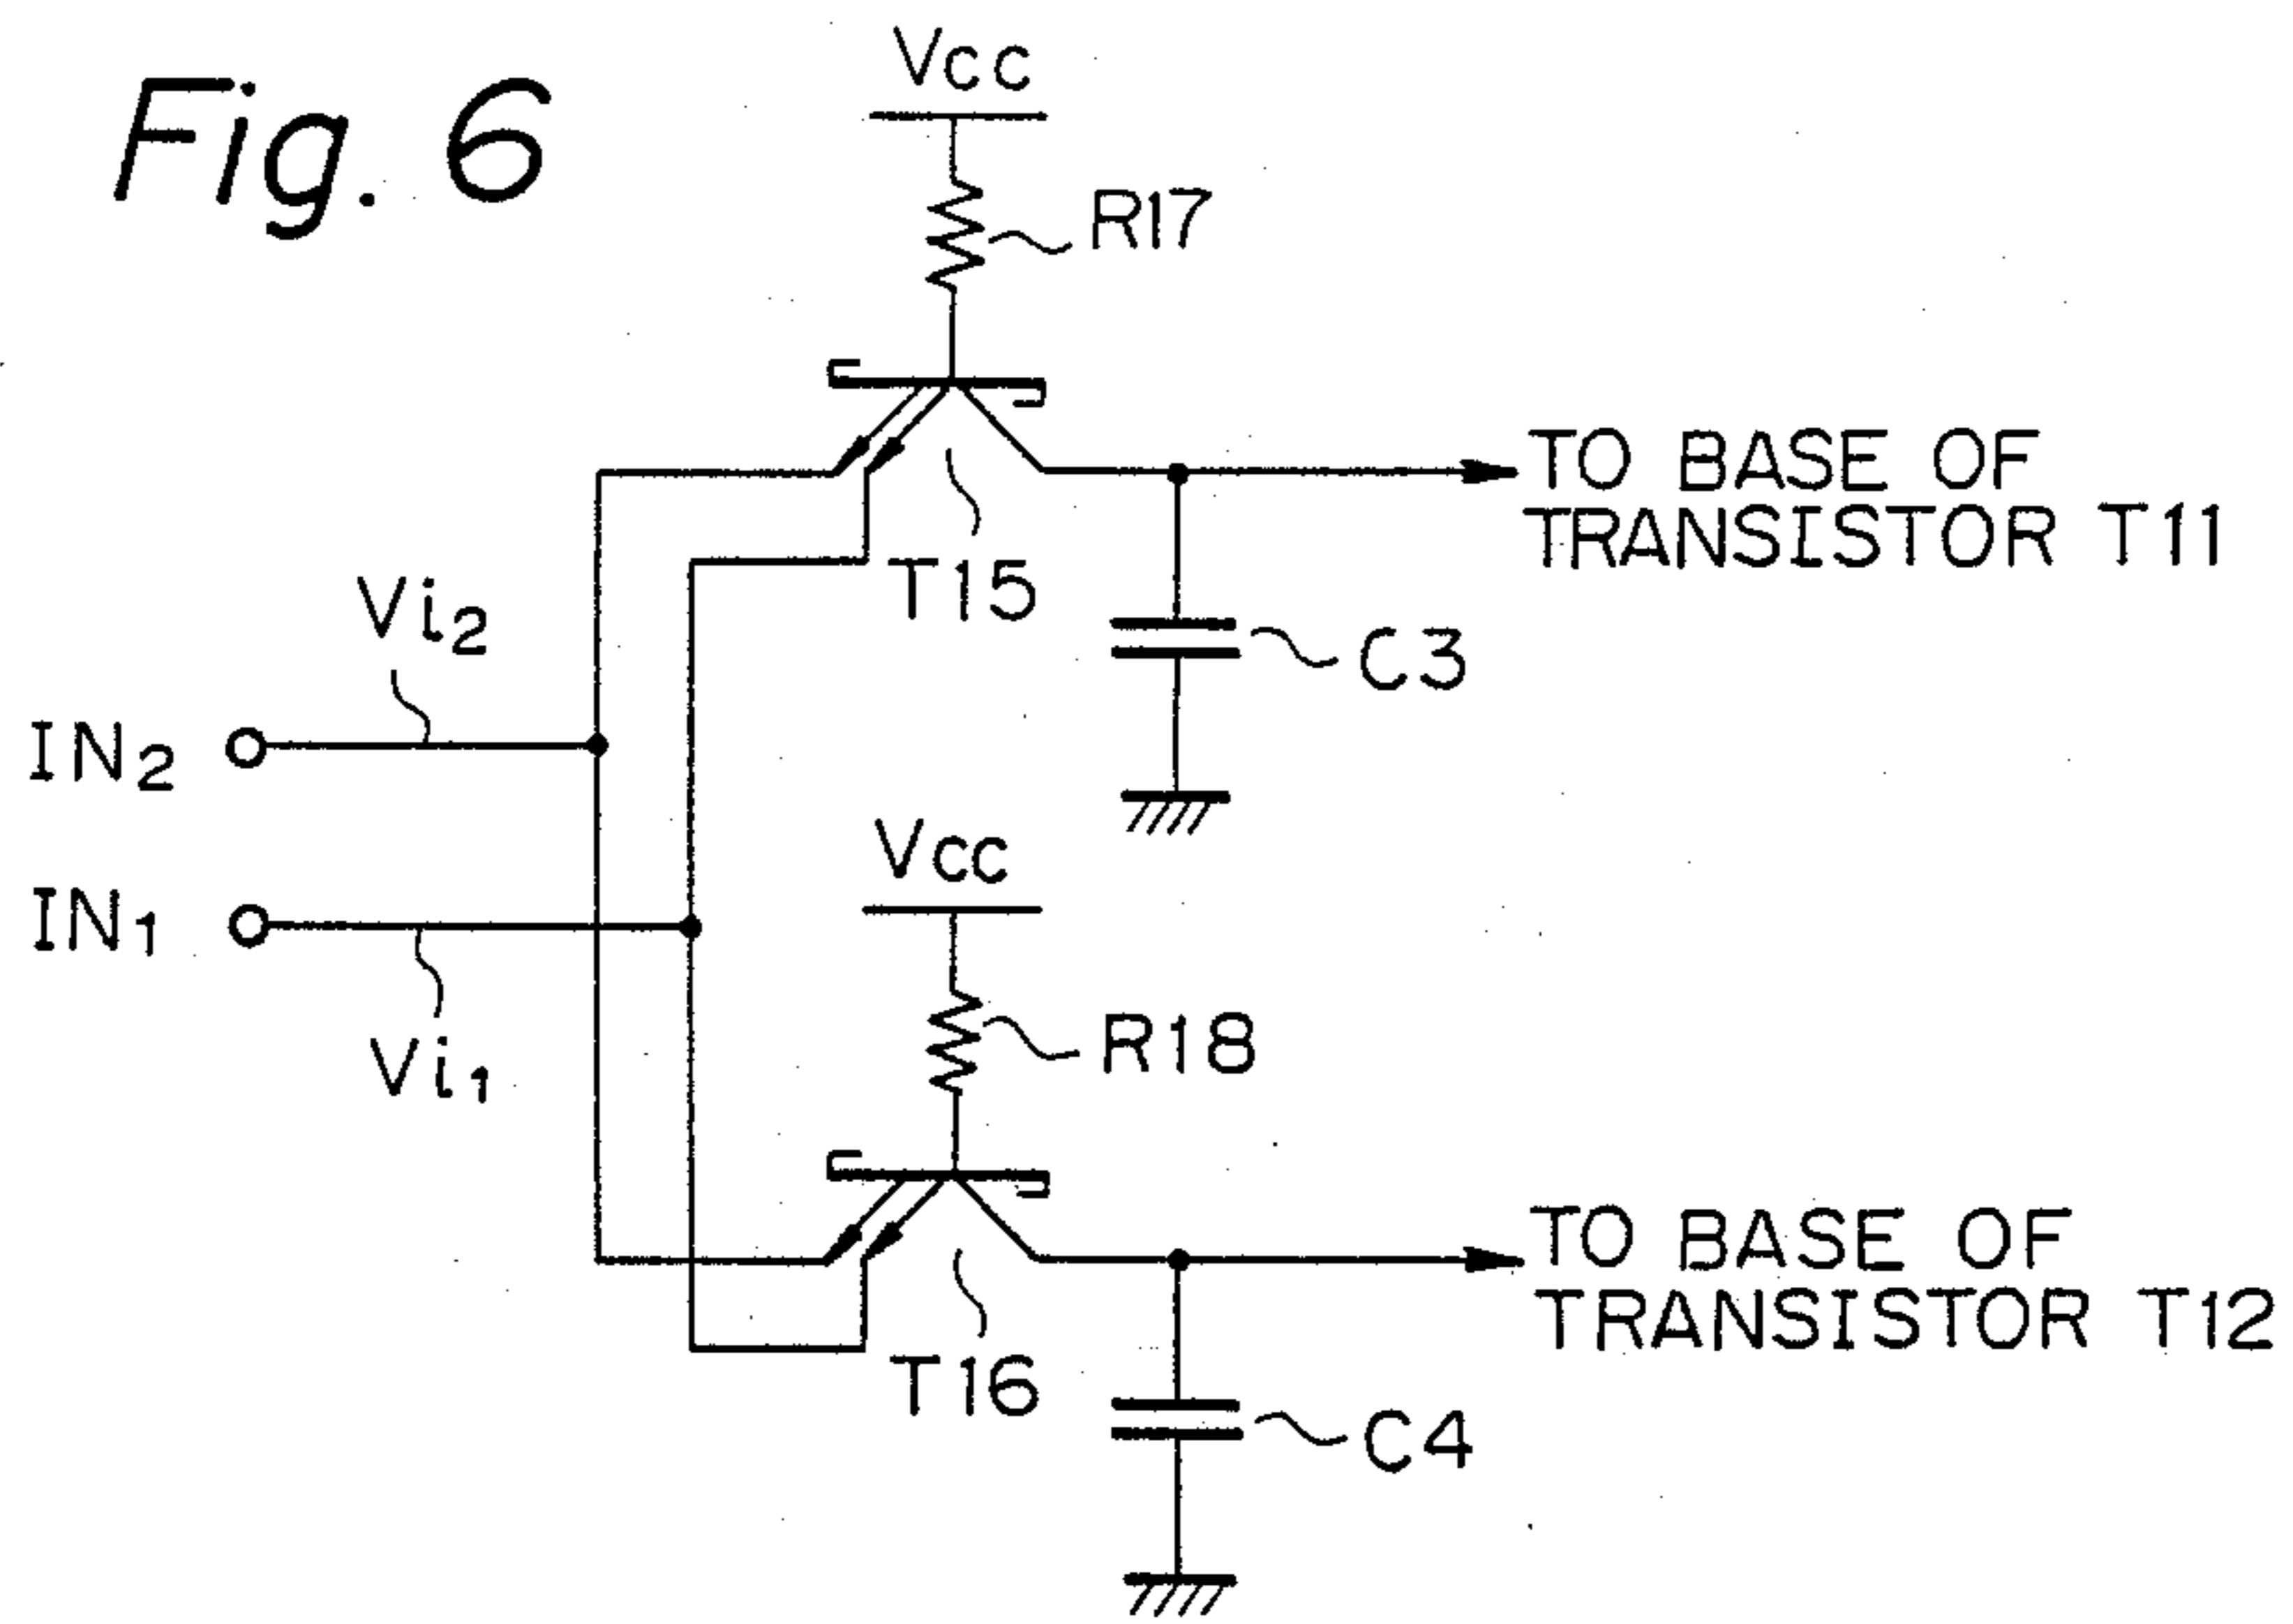 Fig. 6
Vcc
R17
TO BASE OF
TRANSISTOR T11
T15
Vi2
C3
IN2
Vcc
IN1
R18
Vi1
TO BASE OF
TRANSISTOR T12
T16
C4